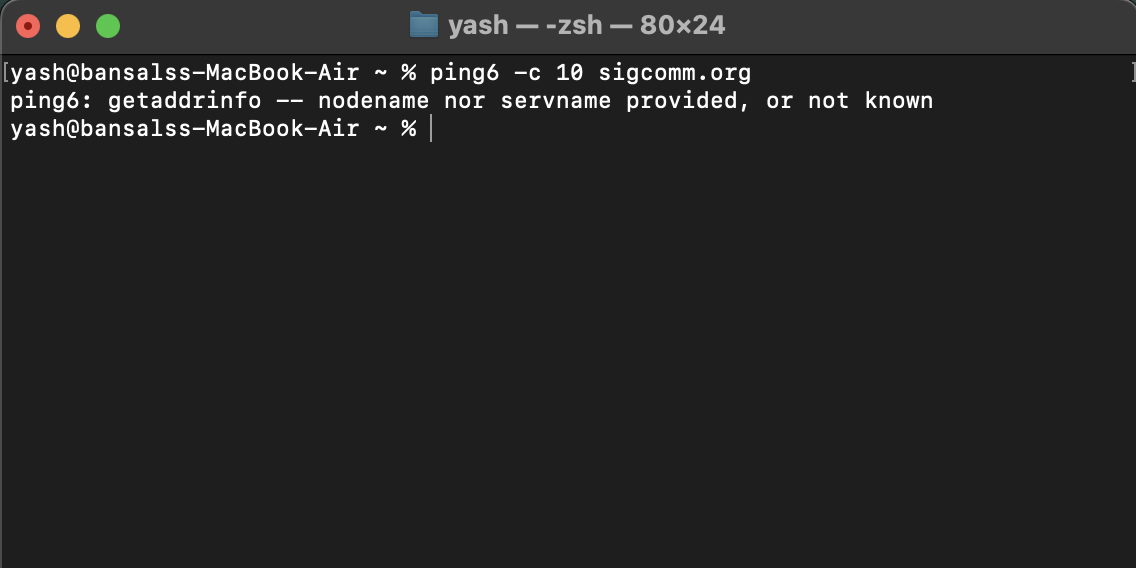 yash — -zsh — 80×24
[yash@bansalss-MacBook-Air ~ % ping6 -c 10 sigcomm.org ]
ping6: getaddrinfo -- nodename nor servname provided, or not known
yash@bansalss-MacBook-Air ~ %